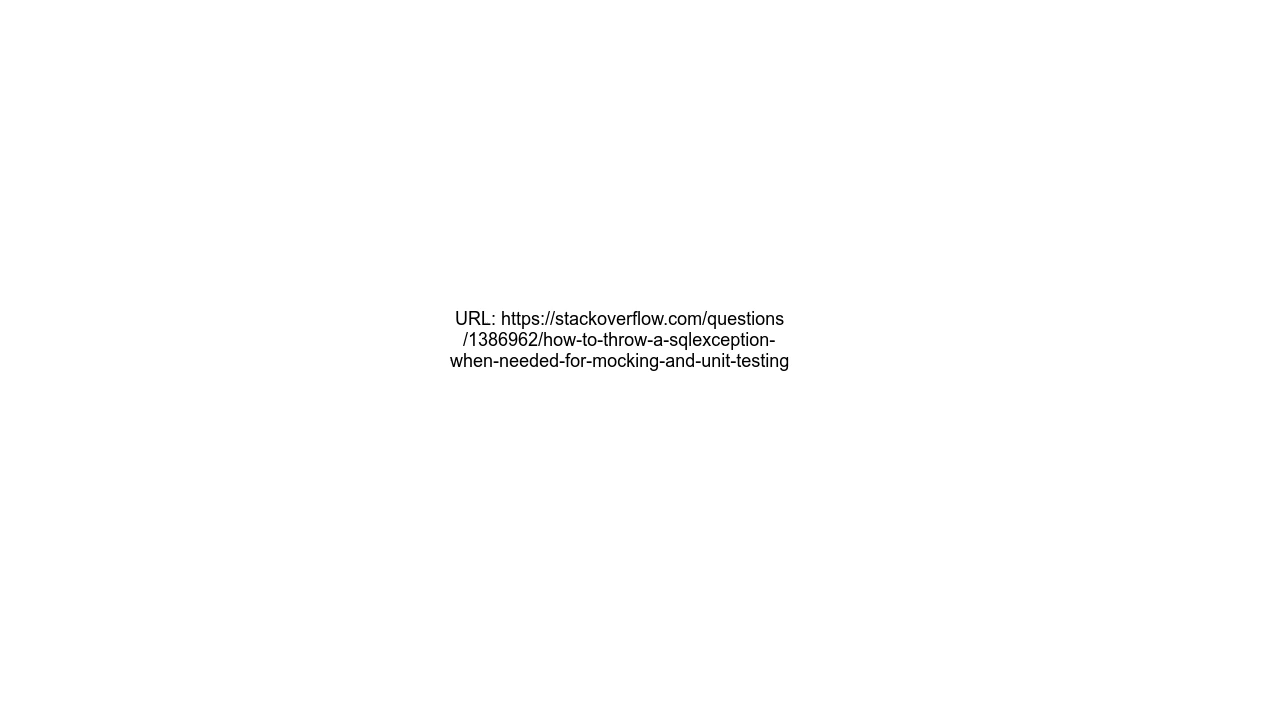 URL: https://stackoverflow.com/questions
/1386962/how-to-throw-a-sqlexception-
when-needed-for-mocking-and-unit-testing